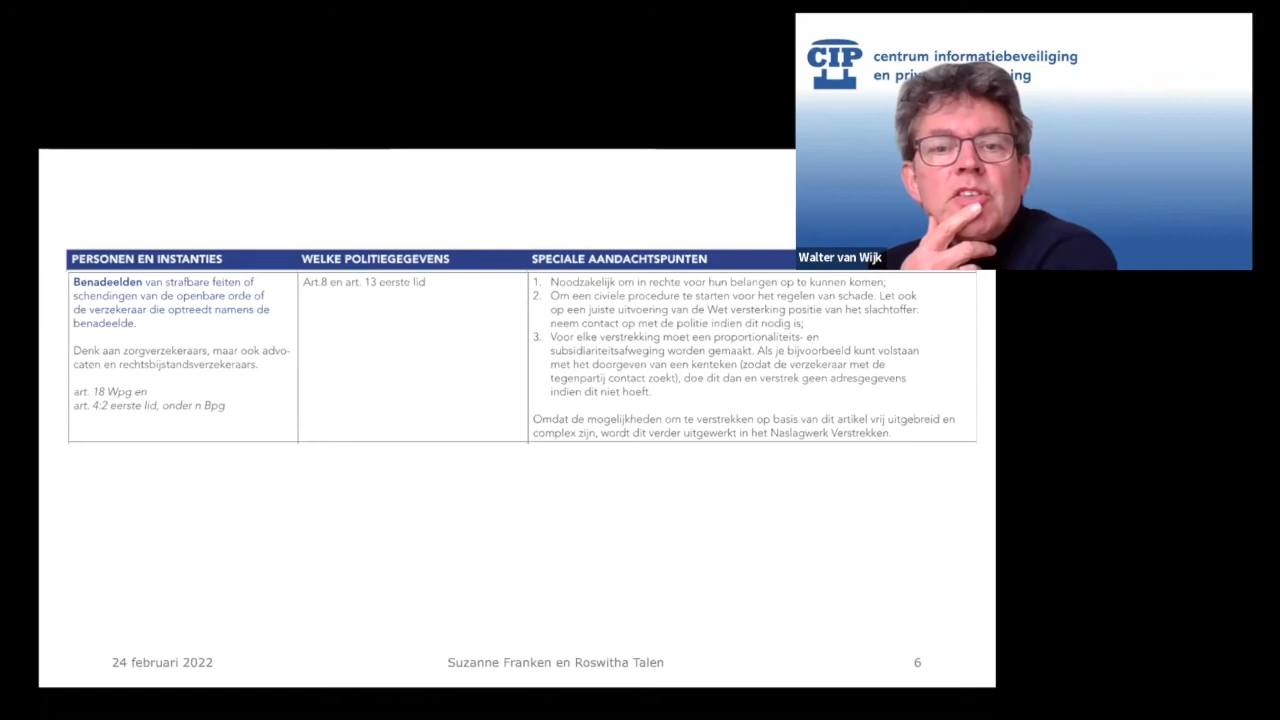 CIP
centrum informatiebeveiliging
en ing
Walter van Wijk
PERSONEN EN INSTANTIES
Benadeelden van strafbare feiten of
schendingen van de openbare orde of
de verzekeraar die optreedt namens de
benadeelde.
Denk aan zorgverzekeraars, maar ook advo-
caten en rechtsbijstandsverzekeraars.
art. 18 Wpg en
art. 4:2 eerste lid, onder n Bpg
WELKE POLITIEGEGEVENS
Art.8 en art. 13 eerste lid
SPECIALE AANDACHTSPUNTEN
1. Noodzakelijk om in rechte voor hun belangen op te kunnen komen;
2. Om een civiele procedure te starten voor het regelen van schade. Let ook
op een juiste uitvoering van de Wet versterking positie van het slachtoffer:
neem contact op met de politie indien dit nodig is;
3. Voor elke verstrekking moet een proportionaliteits- en
subsidiariteitsafweging worden gemaakt. Als je bijvoorbeeld kunt volstaan
met het doorgeven van een kenteken (zodat de verzekeraar met de
tegenpartij contact zoekt), doe dit dan en verstrek geen adresgegevens
indien dit niet hoeft.
Omdat de mogelijkheden om te verstrekken op basis van dit artikel vrij uitgebreid en
complex zijn, wordt dit verder uitgewerkt in het Naslagwerk Verstrekken.
24 februari 2022
Suzanne Franken en Roswitha Talen
6